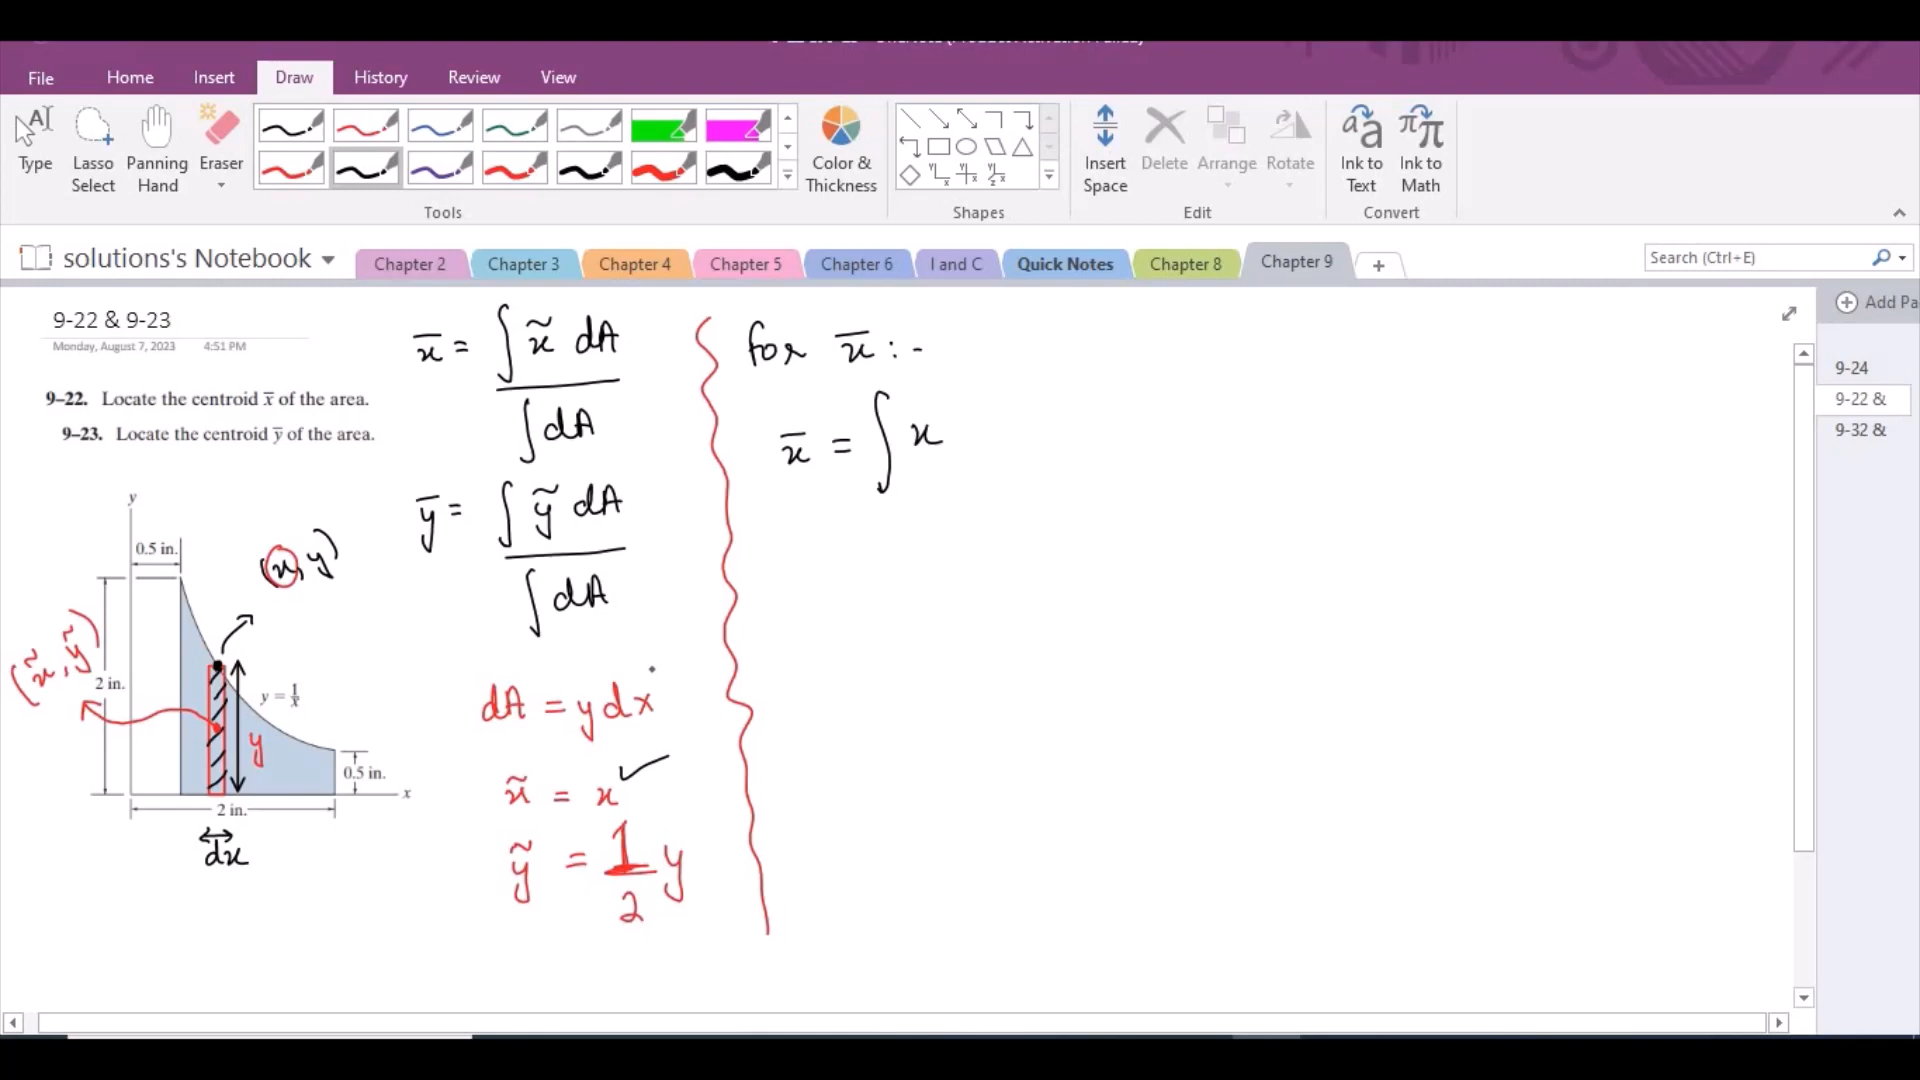 File Home Insert Draw History Review View
Type
Lasso Select
Panning Hand
Eraser
Color & Thickness
Insert Space
Delete
Arrange
Rotate
Ink to Text
Ink to Math
Tools Shapes Edit Convert
solutions's Notebook
Chapter 2 Chapter 3 Chapter 4 Chapter 5 Chapter 6 I and C Quick Notes Chapter 8 Chapter 9 +
Search (Ctrl+E)
Add Pa
9-24
9-22 &
9-32 &
9-22 & 9-23
Monday, August 7, 2023 4:51 PM
9–22. Locate the centroid x̄ of the area.
9–23. Locate the centroid ȳ of the area.
y
0.5 in.
(x, y)
(x̃, ỹ)
2 in.
y = 1/x
y
0.5 in.
x
2 in.
dx
x̄ = ∫ x̃ dA / ∫ dA
ȳ = ∫ ỹ dA / ∫ dA
dA = y dx
x̃ = x ✓
ỹ = 1/2 y
for x̄ :-
x̄ = ∫ x